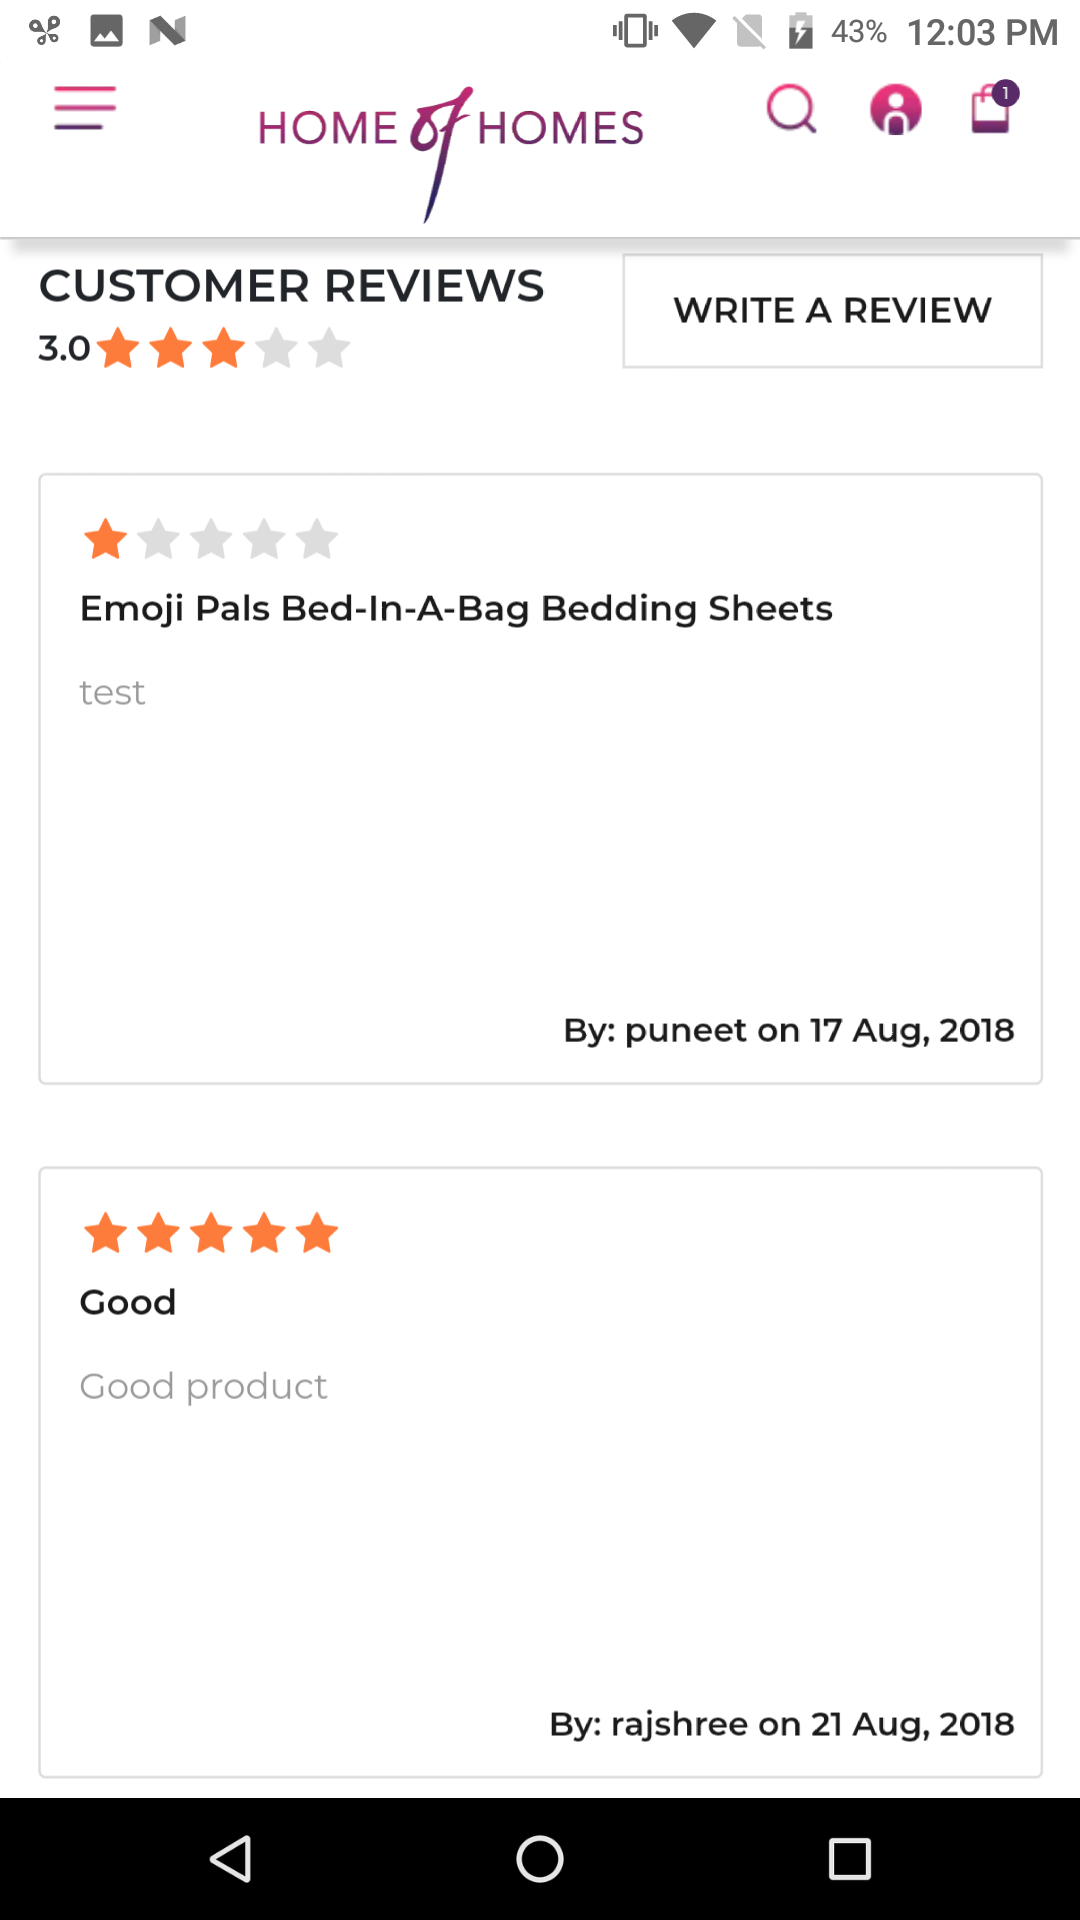 43% 12:03 PM
HOME of HOMES
1
CUSTOMER REVIEWS
WRITE A REVIEW
3.0
Emoji Pals Bed-In-A-Bag Bedding Sheets
test
By: puneet on 17 Aug, 2018
Good
Good product
By: rajshree on 21 Aug, 2018